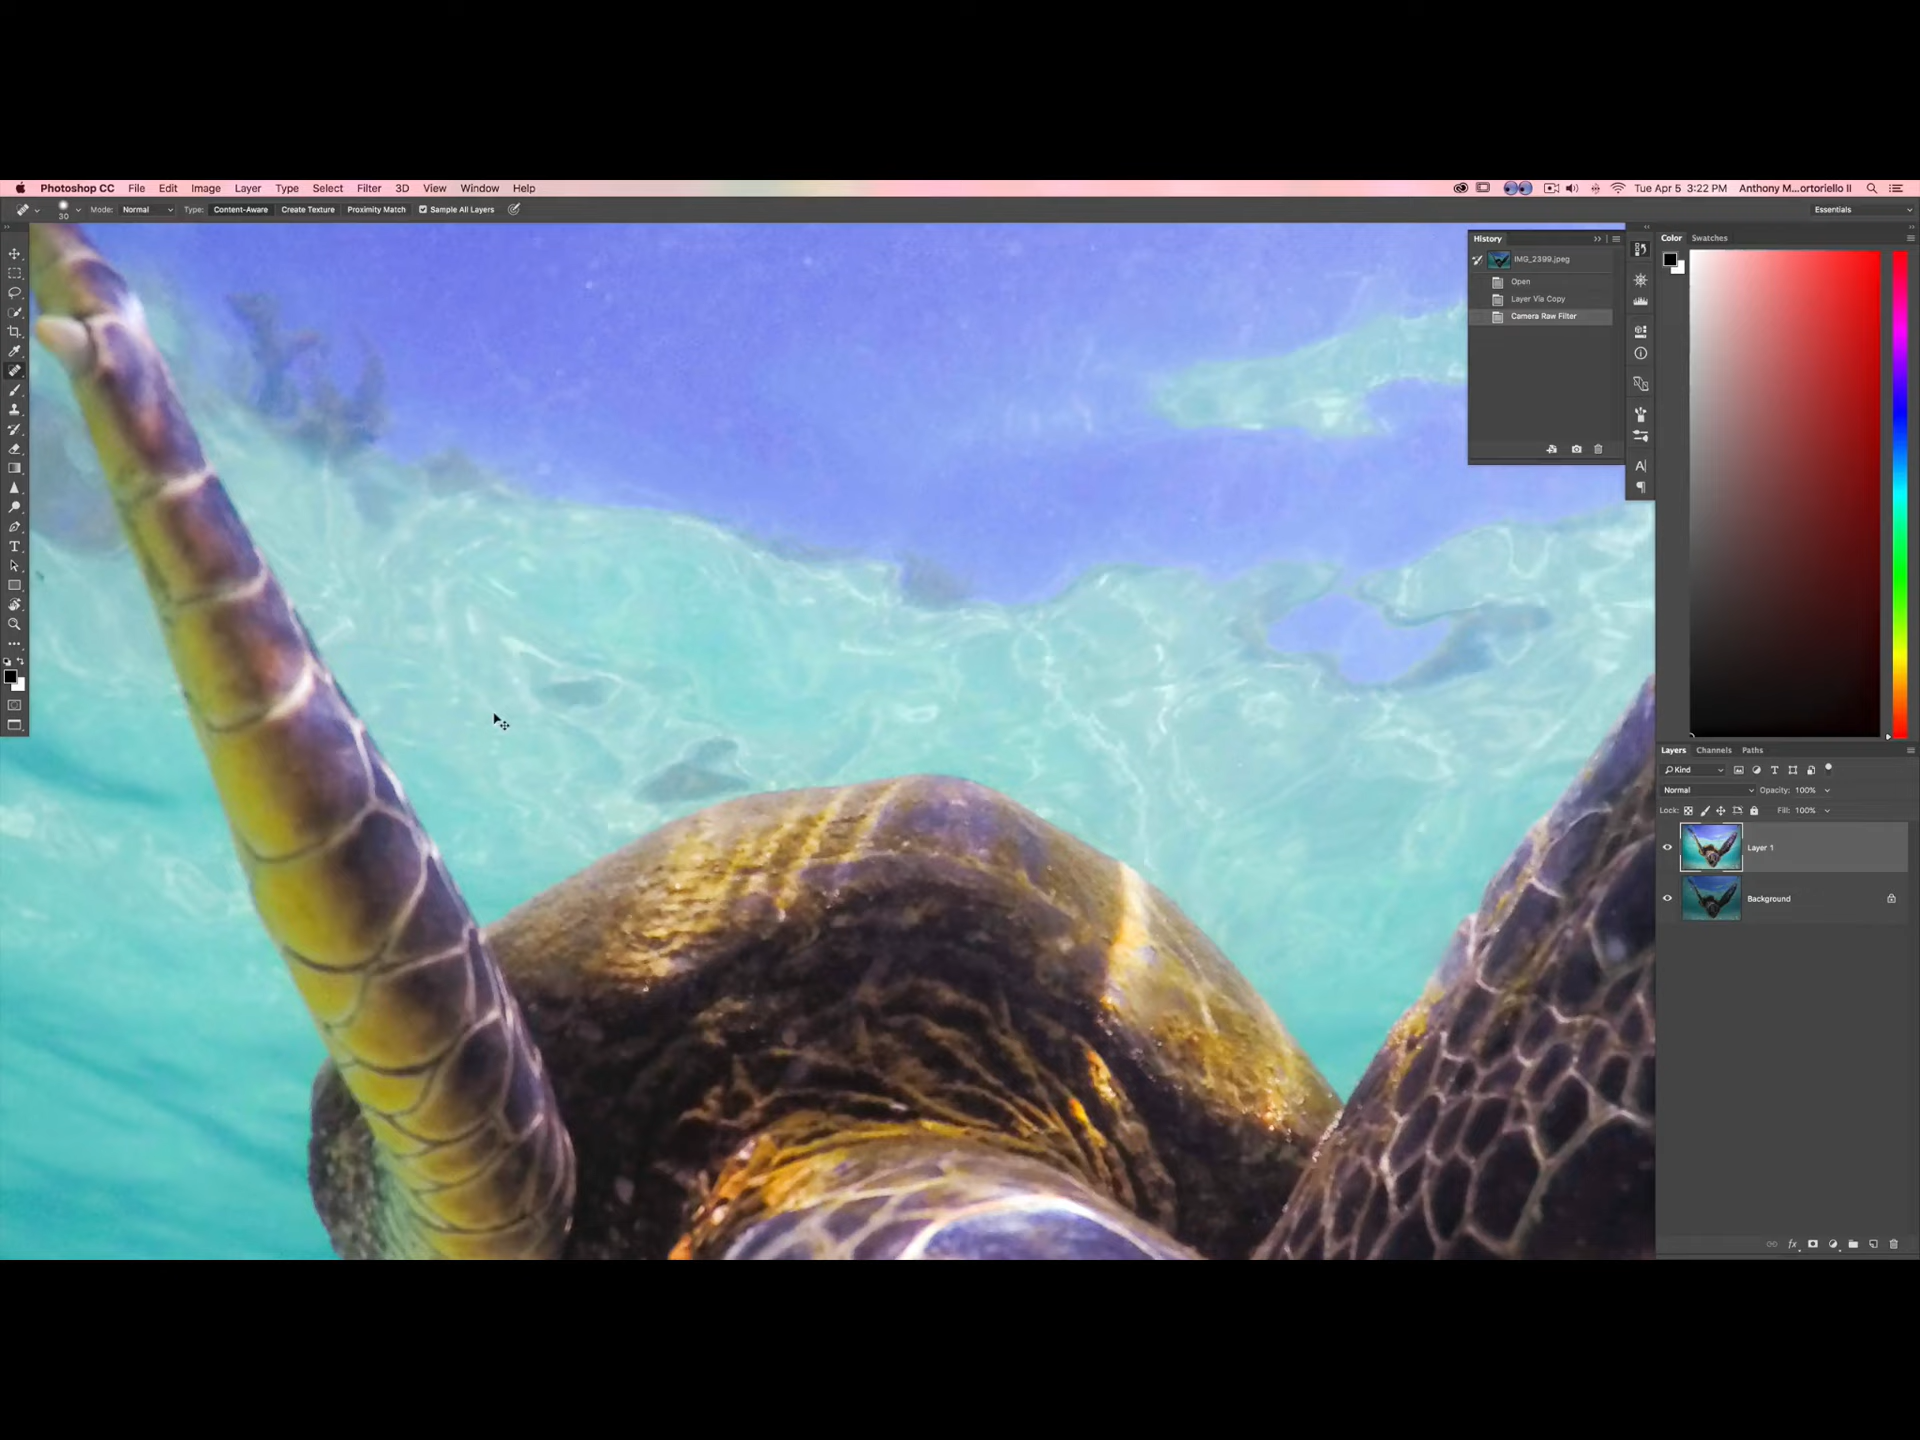 Photoshop CC File Edit Image Layer Type Select Filter 3D View Window Help Tue Apr 5 3:22 PM Anthony M...ortoriello II
30 Mode: Normal Type: Content-Aware Create Texture Proximity Match Sample All Layers Essentials
History
IMG_2399.jpeg
Open
Layer Via Copy
Camera Raw Filter
Color Swatches
Layers Channels Paths
Kind
Normal Opacity: 100%
Lock: Fill: 100%
Layer 1
Background